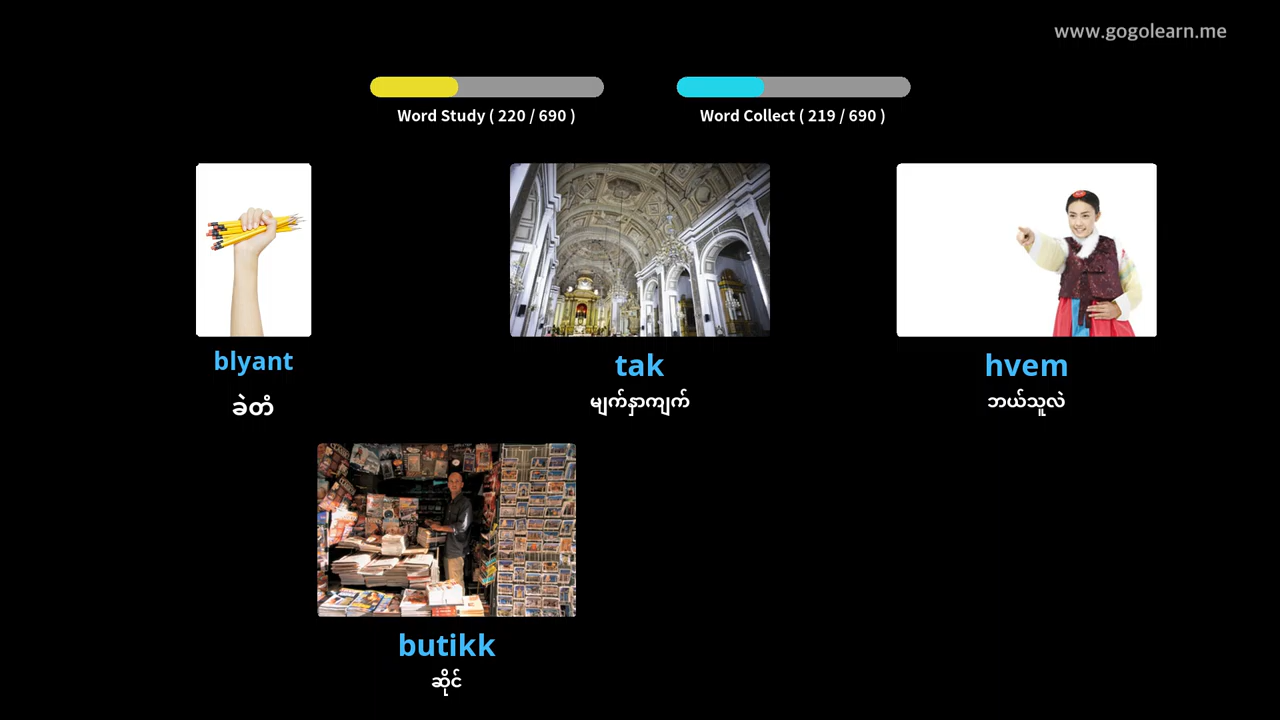 www.gogolearn.me
Word Study ( 220 / 690 )
Word Collect ( 219 / 690 )
blyant
ခဲတံ
tak
မျက်နှာကျက်
hvem
ဘယ်သူလဲ
butikk
ဆိုင်